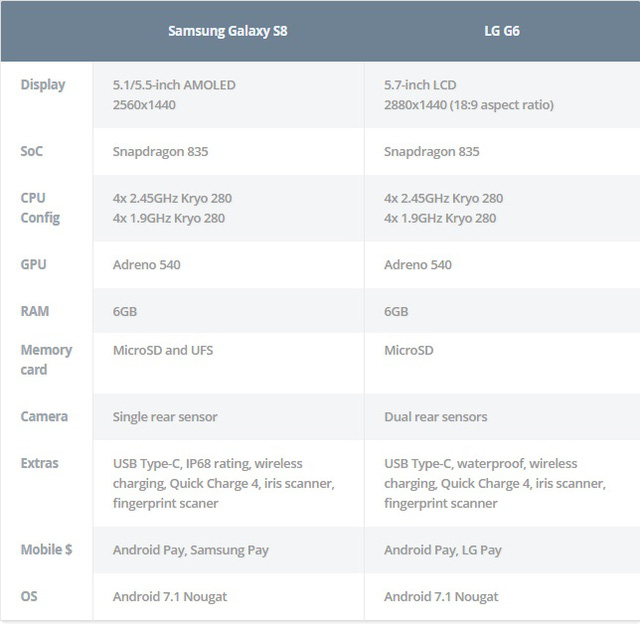 Samsung Galaxy S8 LG G6
Display 5.1/5.5-inch AMOLED 5.7-inch LCD
2560x1440 2880x1440 (18:9 aspect ratio)
SoC Snapdragon 835 Snapdragon 835
CPU 4x 2.45GHz Kryo 280 4x 2.45GHz Kryo 280
Config 4x 1.9GHz Kryo 280 4x 1.9GHz Kryo 280
GPU Adreno 540 Adreno 540
RAM 6GB 6GB
Memory MicroSD and UFS MicroSD
card
Camera Single rear sensor Dual rear sensors
Extras USB Type-C, IP68 rating, wireless USB Type-C, waterproof, wireless
charging, Quick Charge 4, iris scanner, charging, Quick Charge 4, iris scanner,
fingerprint scaner fingerprint scanner
Mobile $ Android Pay, Samsung Pay Android Pay, LG Pay
OS Android 7.1 Nougat Android 7.1 Nougat